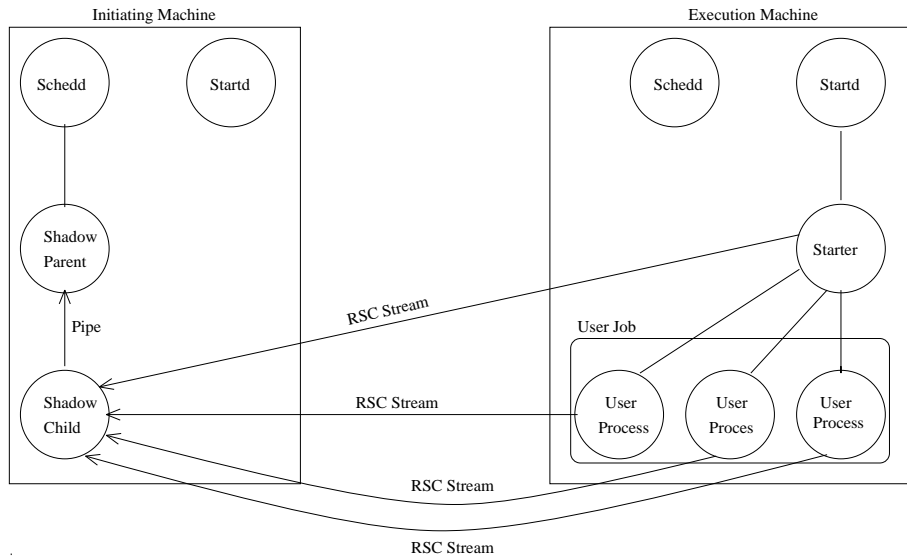 Initiating Machine
Execution Machine
Schedd
Startd
Schedd
Startd
Shadow
Parent
Starter
RSC Stream
Pipe
User Job
Shadow
Child
RSC Stream
User
Process
User
Proces
User
Process
RSC Stream
RSC Stream
.